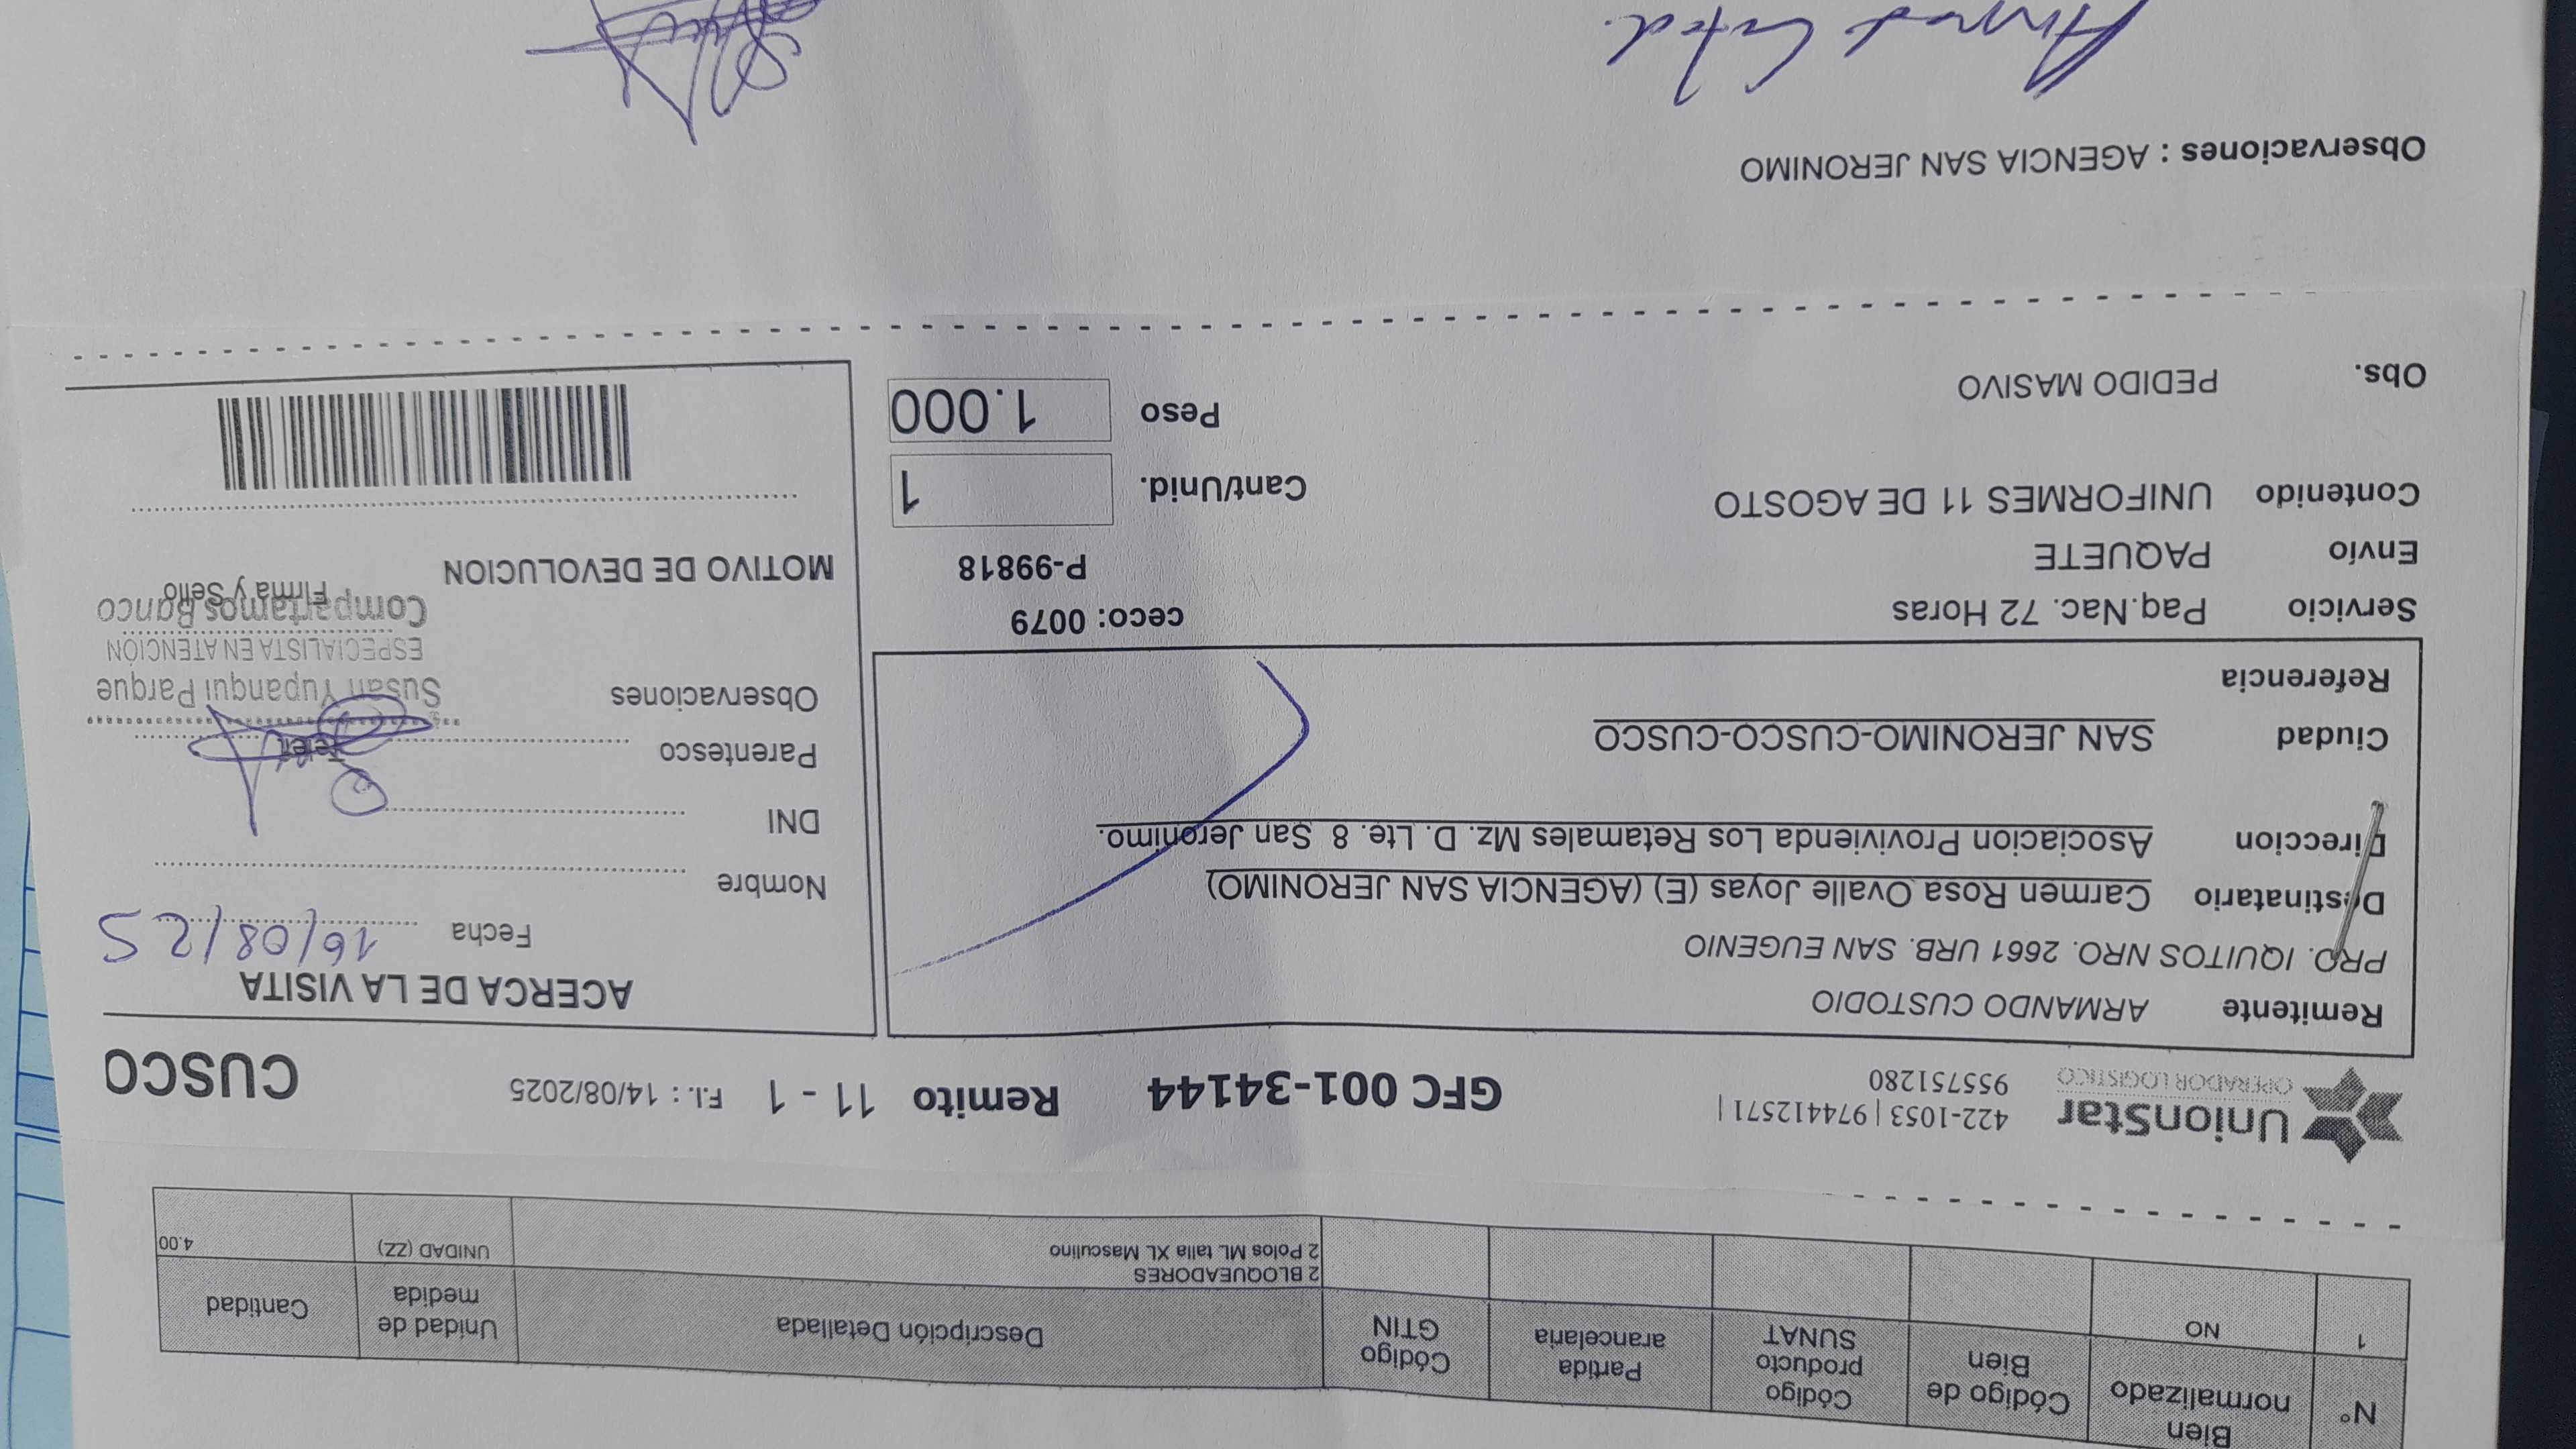 N°
Bien normalizado
Código de Bien
Código producto SUNAT
Partida arancelaria
Código GTIN
Descripción Detallada
Unidad de medida
Cantidad
1
NO
2 BLOQUEADORES
2 Polos ML talla XL Masculino
UNIDAD (ZZ)
4.00
UnionStar
OPERADOR LOGISTICO
422-1053 | 974412571 |
955751280
GFC 001-34144
Remito 11 - 1
F.I. : 14/08/2025
CUSCO
Remitente ARMANDO CUSTODIO
PRO. IQUITOS NRO. 2661 URB. SAN EUGENIO
Destinatario Carmen Rosa Ovalle Joyas (E) (AGENCIA SAN JERONIMO)
Direccion Asociacion Provivienda Los Retamales Mz. D. Lte. 8 San Jeronimo.
Ciudad SAN JERONIMO-CUSCO-CUSCO
Referencia
Servicio Paq.Nac. 72 Horas
ceco: 0079
Envío PAQUETE
P-99818
Contenido UNIFORMES 11 DE AGOSTO
Cant/Unid. 1
Obs. PEDIDO MASIVO
Peso 1.000
ACERCA DE LA VISITA
Fecha 16/08/25
Nombre
DNI
Parentesco
Telef.
Observaciones
Susan Yupanqui Parque
ESPECIALISTA EN ATENCIÓN
Compartamos Banco
Firma y Sello
MOTIVO DE DEVOLUCION
Observaciones : AGENCIA SAN JERONIMO